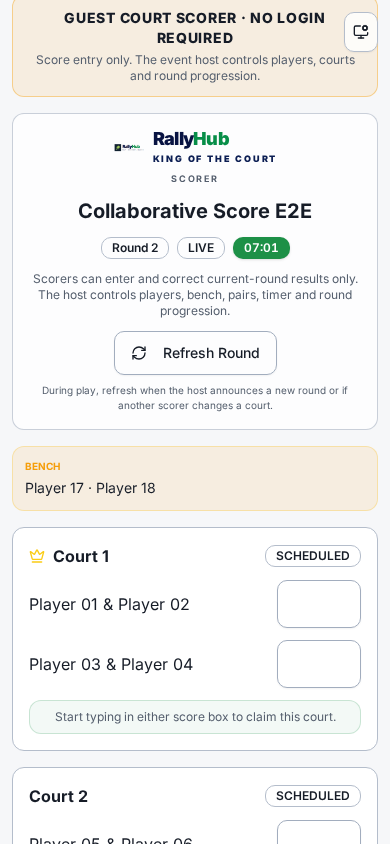 GUEST COURT SCORER · NO LOGIN
REQUIRED
Score entry only. The event host controls players, courts
and round progression.
RallyHub
RallyHub
KING OF THE COURT
SCORER
Collaborative Score E2E
Round 2
LIVE
07:01
Scorers can enter and correct current-round results only.
The host controls players, bench, pairs, timer and round
progression.
Refresh Round
During play, refresh when the host announces a new round or if
another scorer changes a court.
BENCH
Player 17 · Player 18
Court 1
SCHEDULED
Player 01 & Player 02
Player 03 & Player 04
Start typing in either score box to claim this court.
Court 2
SCHEDULED
Player 05 & Player 06